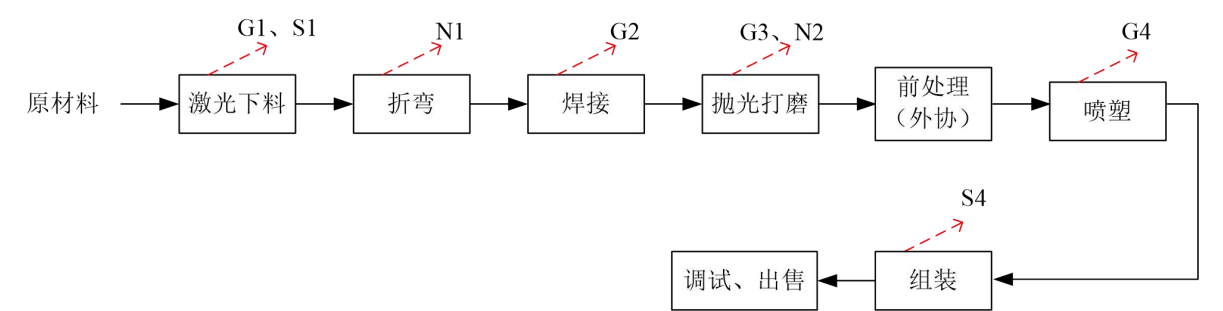 G1、S1
N1
G2
G3、N2
G4
原材料
激光下料
折弯
焊接
抛光打磨
前处理
（外协）
喷塑
S4
调试、出售
组装